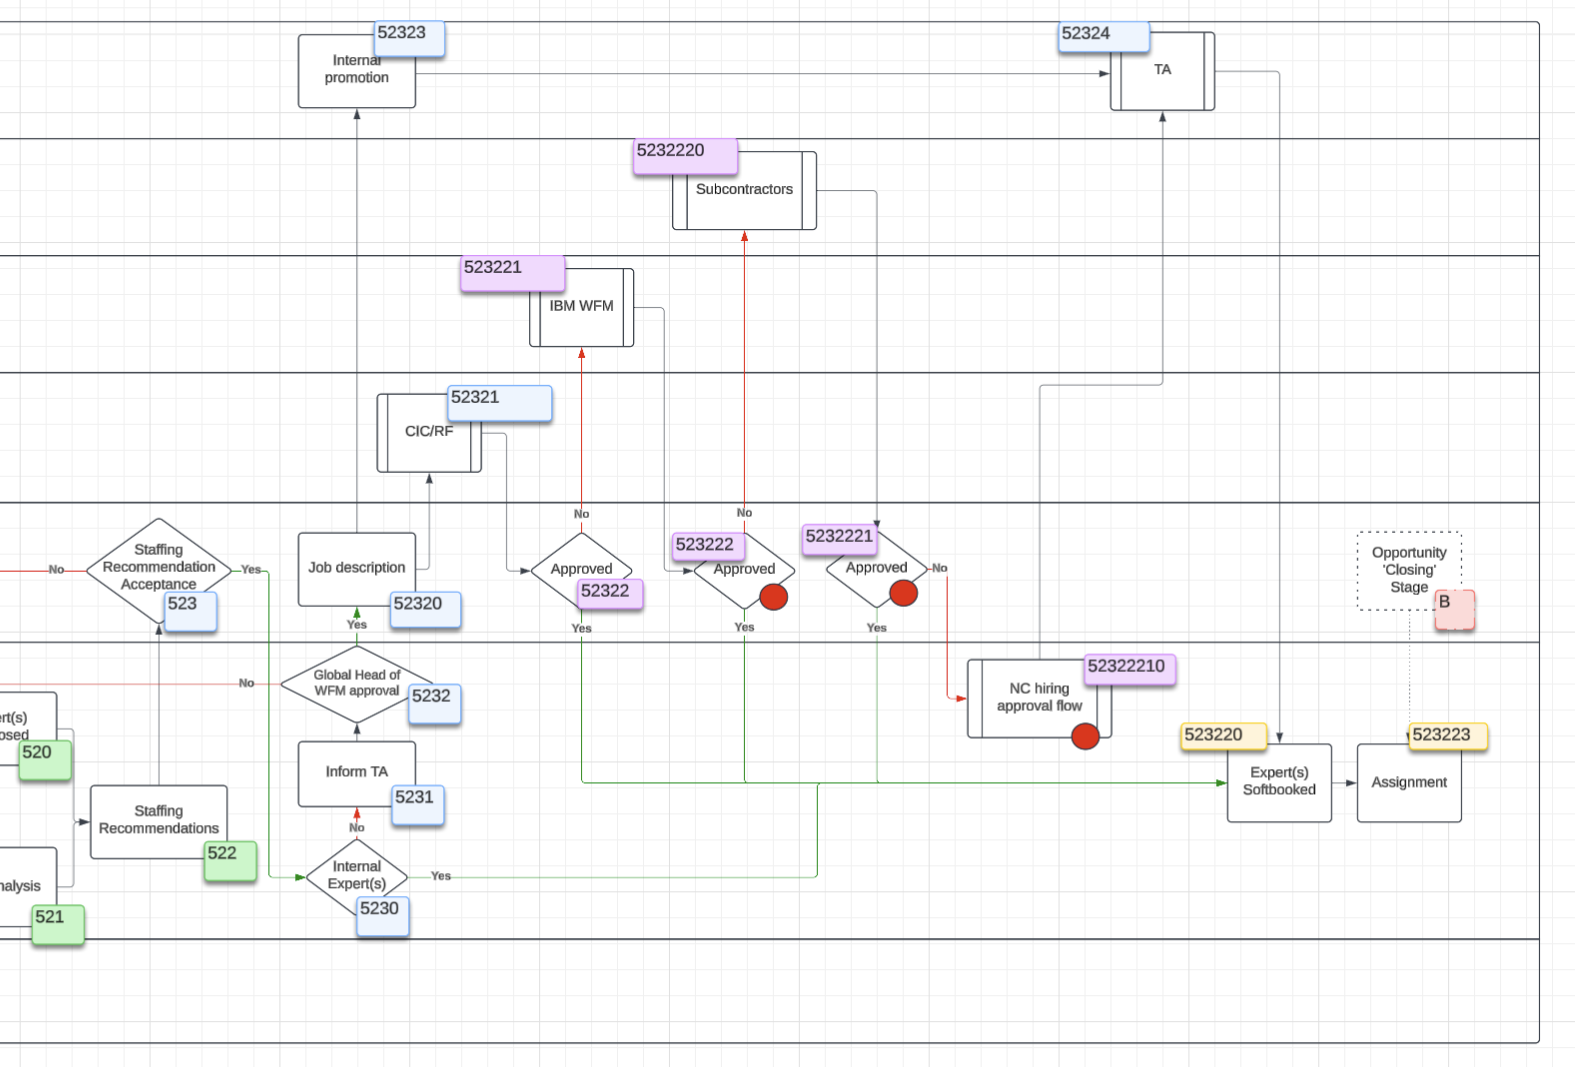 52323
Internal
promotion
52324
TA
5232220
Subcontractors
523221
IBM WFM
52321
CIC/RF
No
No
Staffing
Recommendation
Acceptance
523
No
Yes
Job description
52320
Yes
Approved
52322
Yes
523222
Approved
Yes
5232221
Approved
No
Yes
Opportunity
'Closing'
Stage
B
No
Global Head of
WFM approval
5232
NC hiring
approval flow
52322210
ert(s)
osed
520
Inform TA
5231
No
523220
Expert(s)
Softbooked
523223
Assignment
Staffing
Recommendations
522
nalysis
521
Internal
Expert(s)
5230
Yes